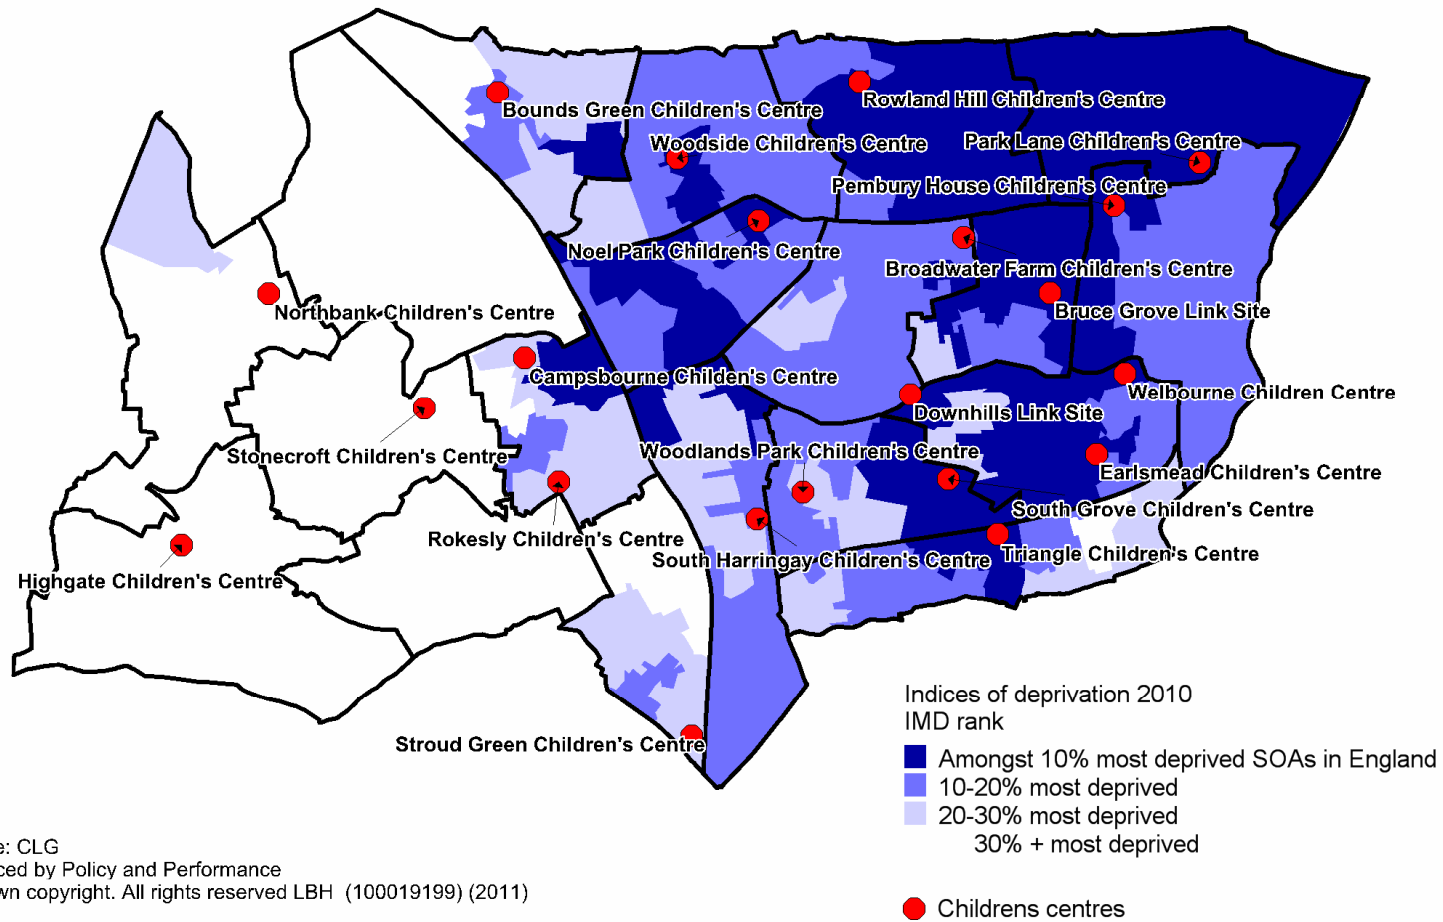 Bounds Green Children's Centre
Rowland Hill Children's Centre
Woodside Children's Centre
Park Lane Children's Centre
Pembury House Children's Centre
Noel Park Children's Centre
Broadwater Farm Children's Centre
Northbank Children's Centre
Bruce Grove Link Site
Campsbourne Childen's Centre
Welbourne Children Centre
Downhills Link Site
Stonecroft Children's Centre
Woodlands Park Children's Centre
Earlsmead Children's Centre
South Grove Children's Centre
Rokesly Children's Centre
South Harringay Children's Centre
Triangle Children's Centre
Highgate Children's Centre
Stroud Green Children's Centre
Indices of deprivation 2010
IMD rank
Amongst 10% most deprived SOAs in England
10-20% most deprived
20-30% most deprived
30% + most deprived
Childrens centres
e: CLG
ced by Policy and Performance
wn copyright. All rights reserved LBH (100019199) (2011)